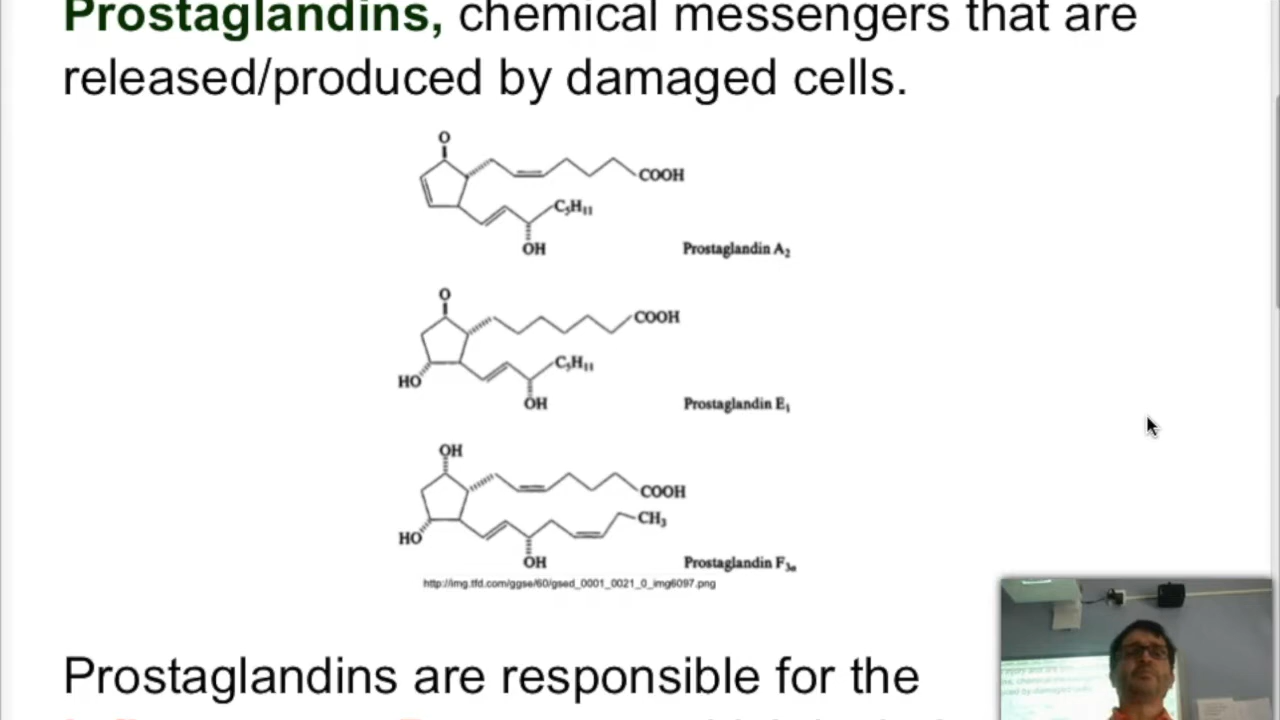 Prostaglandins, chemical messengers that are
released/produced by damaged cells.
O
COOH
C₅H₁₁
OH
Prostaglandin A₂
O
COOH
C₅H₁₁
HO
OH
Prostaglandin E₁
OH
COOH
CH₃
HO
OH
Prostaglandin F₃ₐ
http://img.tfd.com/ggse/60/gsed_0001_0021_0_img6097.png
Prostaglandins are responsible for the